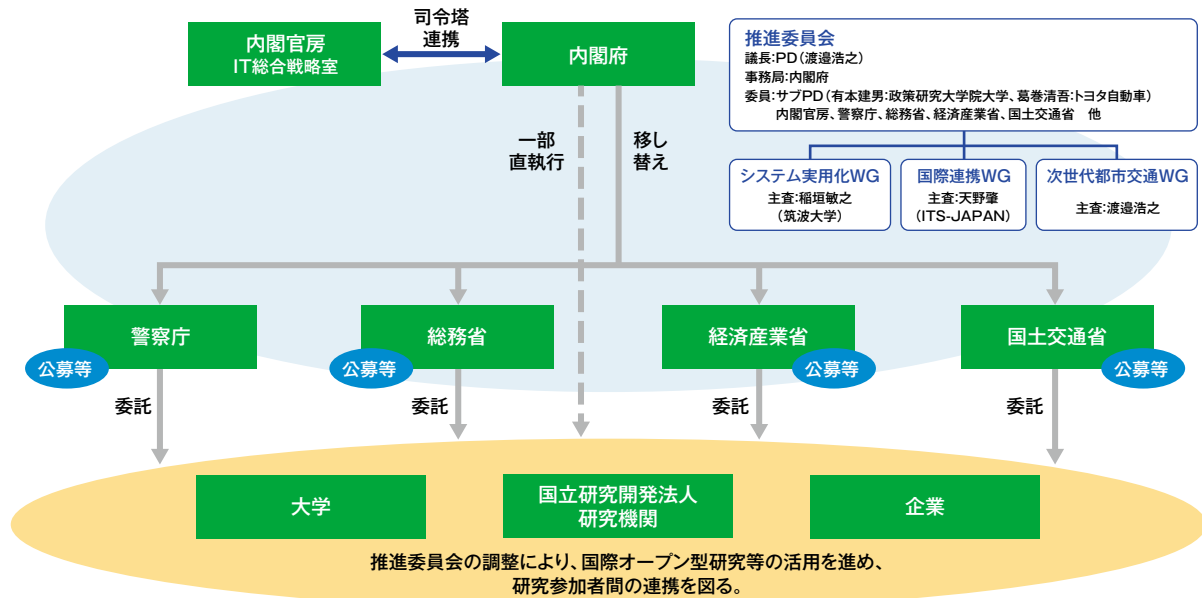 司令塔
連携
内閣官房
IT総合戦略室
内閣府
推進委員会
議長:PD(渡邉浩之)
事務局:内閣府
委員:サブPD(有本建男:政策研究大学院大学、葛巻清吾:トヨタ自動車)
内閣官房、警察庁、総務省、経済産業省、国土交通省 他
一部
直執行
移し
替え
システム実用化WG
主査:稲垣敏之
(筑波大学)
国際連携WG
主査:天野肇
(ITS-JAPAN)
次世代都市交通WG
主査:渡邉浩之
警察庁
総務省
経済産業省
国土交通省
公募等
公募等
公募等
公募等
委託
委託
委託
委託
大学
国立研究開発法人
研究機関
企業
推進委員会の調整により、国際オープン型研究等の活用を進め、
研究参加者間の連携を図る。